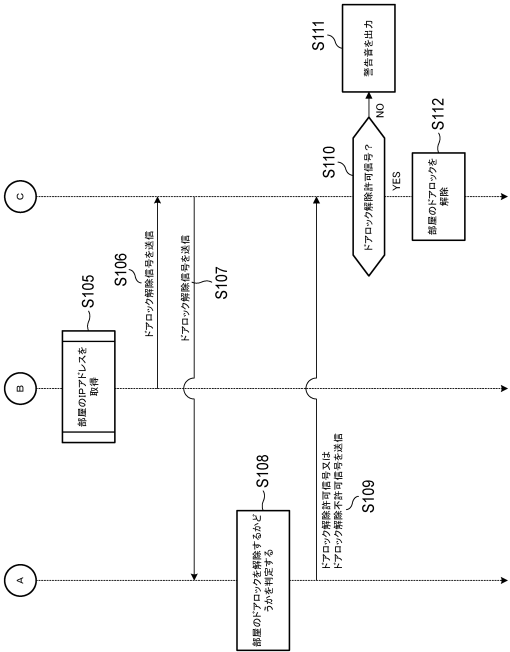 A
B
C
S105
部屋のIPアドレスを
取得
S106
ドアロック解除信号を送信
ドアロック解除信号を送信
S107
S108
部屋のドアロックを解除するかど
うかを判定する
ドアロック解除許可信号又は
ドアロック解除不許可信号を送信
S109
S110
ドアロック解除許可信号？
NO
S111
警告音を出力
YES
S112
部屋のドアロックを
解除